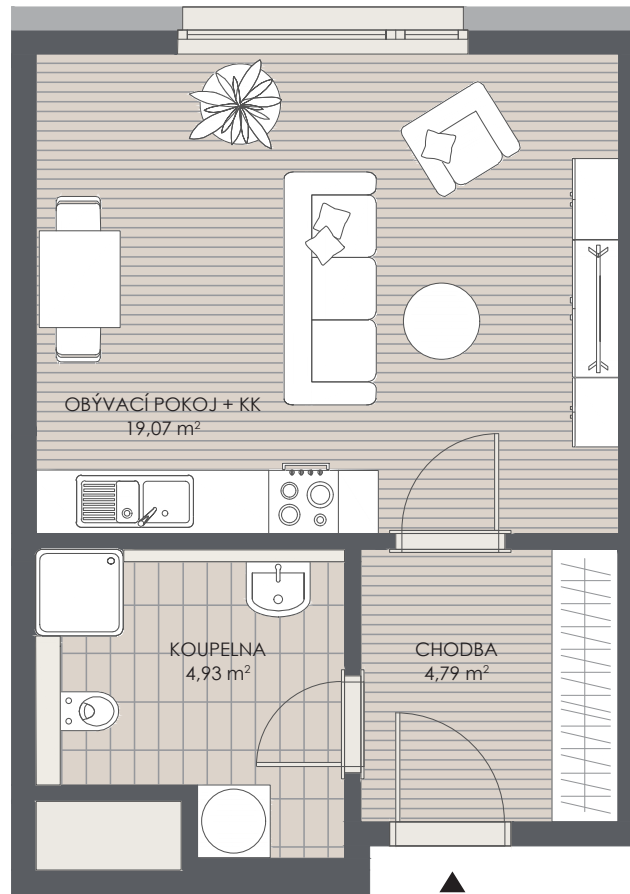 OBÝVACÍ POKOJ + KK
19,07 m²
KOUPELNA
4,93 m²
CHODBA
4,79 m²